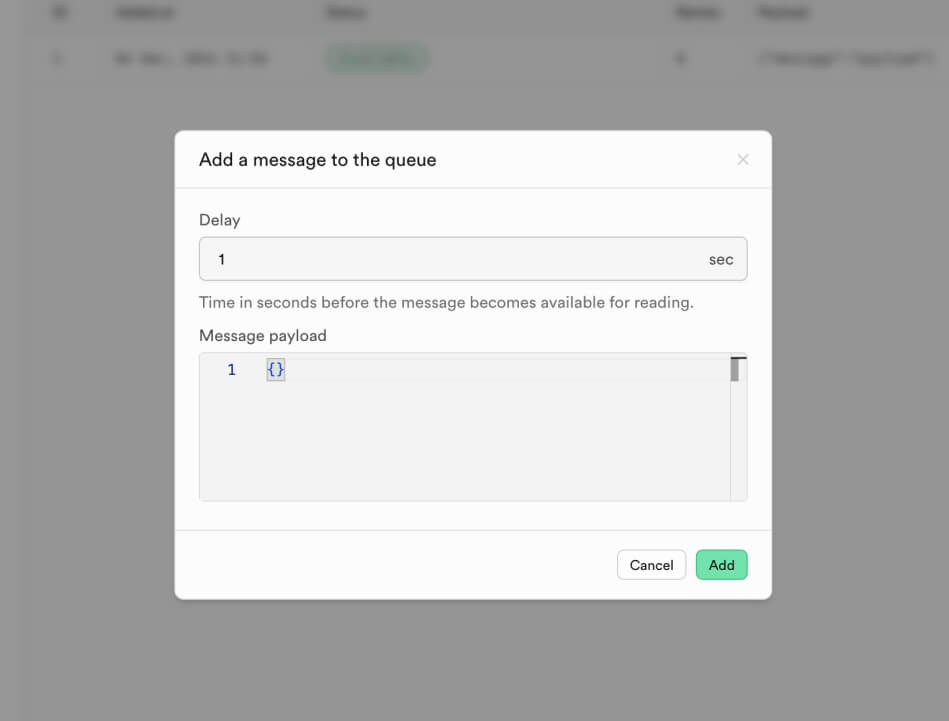 Add a message to the queue
Delay
1 sec
Time in seconds before the message becomes available for reading.
Message payload
1 {}
Cancel Add